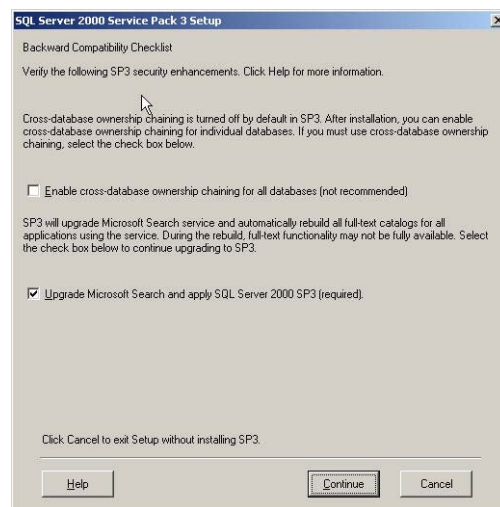 SQL Server 2000 Service Pack 3 Setup
Backward Compatibility Checklist
Verify the following SP3 security enhancements. Click Help for more information.
Cross-database ownership chaining is turned off by default in SP3. After installation, you can enable
cross-database ownership chaining for individual databases. If you must use cross-database ownership
chaining, select the check box below.
Enable cross-database ownership chaining for all databases (not recommended)
SP3 will upgrade Microsoft Search service and automatically rebuild all full-text catalogs for all
applications using the service. During the rebuild, full-text functionality may not be fully available. Select
the check box below to continue upgrading to SP3.
Upgrade Microsoft Search and apply SQL Server 2000 SP3 (required).
Click Cancel to exit Setup without installing SP3.
Help Continue Cancel